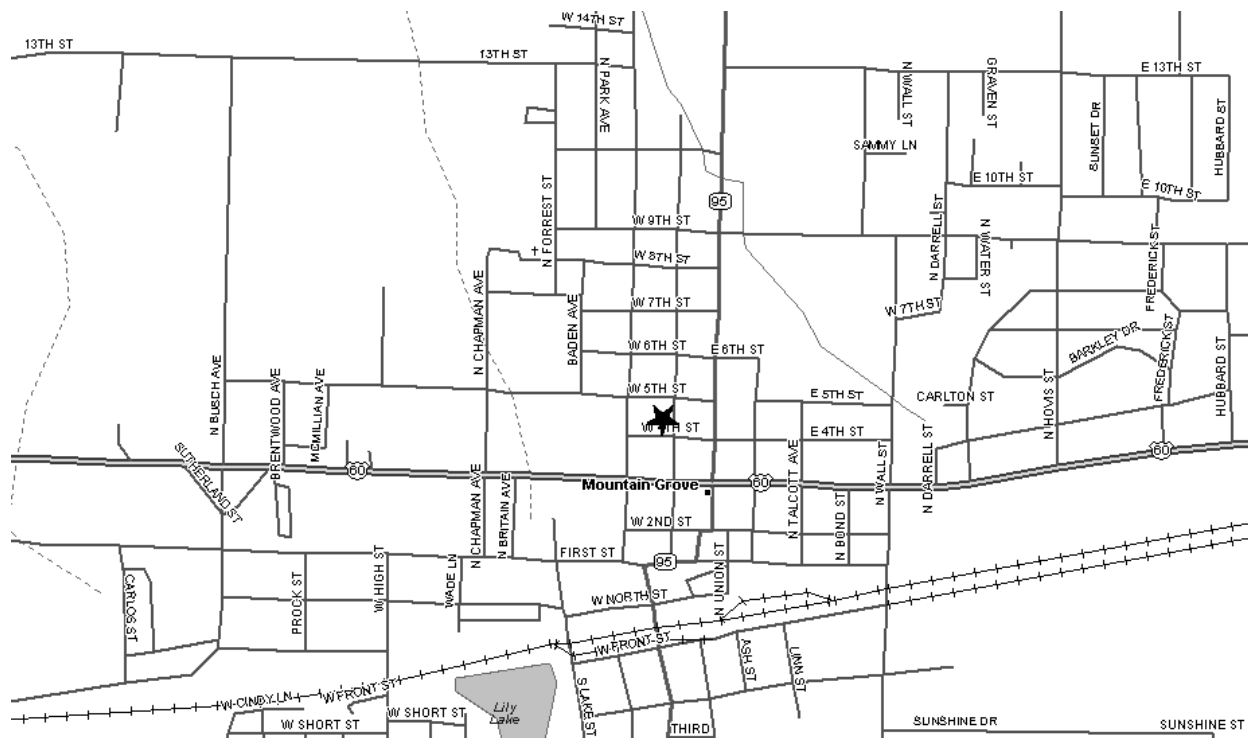 W 14TH ST
13TH ST
13TH ST
N PARK AVE
N WALL ST
GRAVEN ST
E 13TH ST
SUNSET DR
HUBBARD ST
SAMMY LN
E 10TH ST
E 10TH ST
N FORREST ST
95
W 9TH ST
N DARRELL ST
N WATER ST
FREDERICK ST
W 8TH ST
N CHAPMAN AVE
BADEN AVE
W 7TH ST
W 7TH ST
W 6TH ST
E 6TH ST
BARKLEY DR
FREDERICK ST
HUBBARD ST
N BUSCH AVE
BRENTWOOD AVE
MCMILLIAN AVE
W 5TH ST
E 5TH ST
CARLTON ST
N HOVIS ST
W 4TH ST
E 4TH ST
SUTHERLAND ST
60
60
60
N CHAPMAN AVE
N BRITAIN AVE
Mountain Grove
N TALCOTT AVE
N BOND ST
N WALL ST
N DARRELL ST
W 2ND ST
FIRST ST
95
CARLOS ST
PROCK ST
W HIGH ST
WADE LN
W NORTH ST
N UNION ST
W FRONT ST
ASH ST
LINN ST
W CINDY LN
W FRONT ST
S LAKE ST
Lily
Lake
W SHORT ST
W SHORT ST
THIRD
SUNSHINE DR
SUNSHINE ST